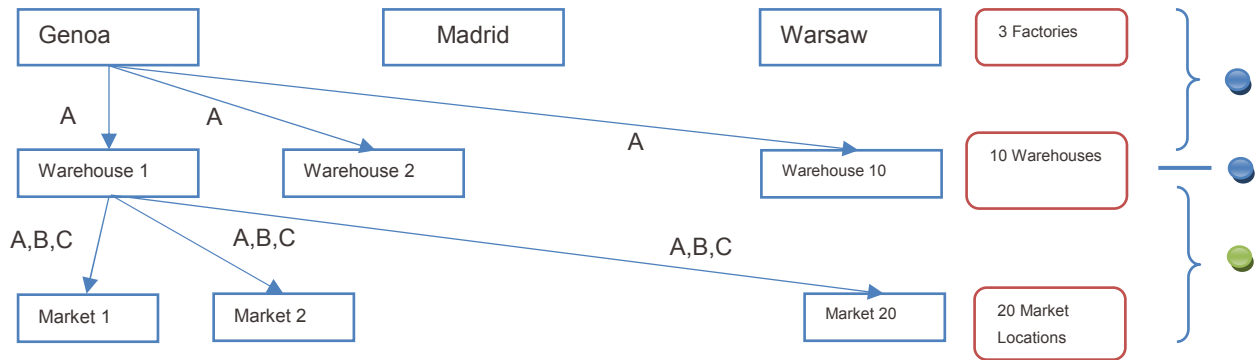 Genoa
Madrid
Warsaw
3 Factories
A
A
A
Warehouse 1
Warehouse 2
Warehouse 10
10 Warehouses
A,B,C
A,B,C
A,B,C
Market 1
Market 2
Market 20
20 Market
Locations